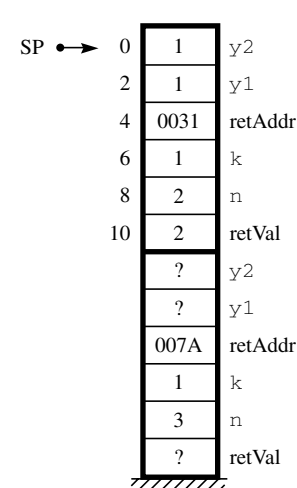 SP 0 1 y2
2 1 y1
4 0031 retAddr
6 1 k
8 2 n
10 2 retVal
? y2
? y1
007A retAddr
1 k
3 n
? retVal